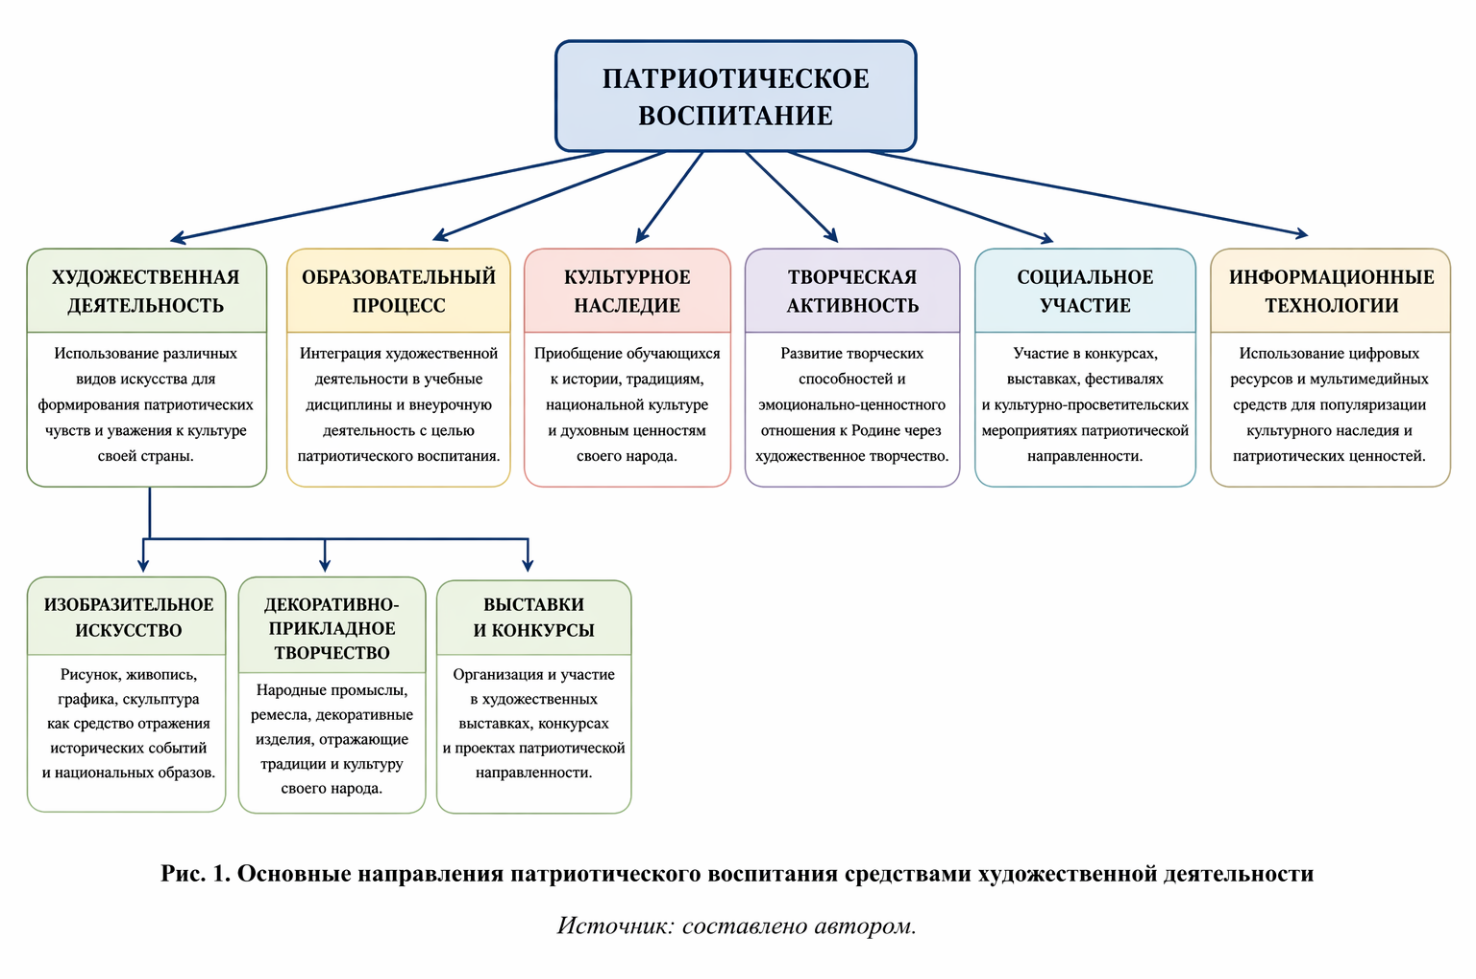 ПАТРИОТИЧЕСКОЕ
ВОСПИТАНИЕ
ХУДОЖЕСТВЕННАЯ
ДЕЯТЕЛЬНОСТЬ
Использование различных
видов искусства для
формирования патриотических
чувств и уважения к культуре
своей страны.
ОБРАЗОВАТЕЛЬНЫЙ
ПРОЦЕСС
Интеграция художественной
деятельности в учебные
дисциплины и внеурочную
деятельность с целью
патриотического воспитания.
КУЛЬТУРНОЕ
НАСЛЕДИЕ
Приобщение обучающихся
к истории, традициям,
национальной культуре
и духовным ценностям
своего народа.
ТВОРЧЕСКАЯ
АКТИВНОСТЬ
Развитие творческих
способностей и
эмоционально-ценностного
отношения к Родине через
художественное творчество.
СОЦИАЛЬНОЕ
УЧАСТИЕ
Участие в конкурсах,
выставках, фестивалях
и культурно-просветительских
мероприятиях патриотической
направленности.
ИНФОРМАЦИОННЫЕ
ТЕХНОЛОГИИ
Использование цифровых
ресурсов и мультимедийных
средств для популяризации
культурного наследия и
патриотических ценностей.
ИЗОБРАЗИТЕЛЬНОЕ
ИСКУССТВО
Рисунок, живопись,
графика, скульптура
как средство отражения
исторических событий
и национальных образов.
ДЕКОРАТИВНО-
ПРИКЛАДНОЕ
ТВОРЧЕСТВО
Народные промыслы,
ремесла, декоративные
изделия, отражающие
традиции и культуру
своего народа.
ВЫСТАВКИ
И КОНКУРСЫ
Организация и участие
в художественных
выставках, конкурсах
и проектах патриотической
направленности.
Рис. 1. Основные направления патриотического воспитания средствами художественной деятельности
Источник: составлено автором.